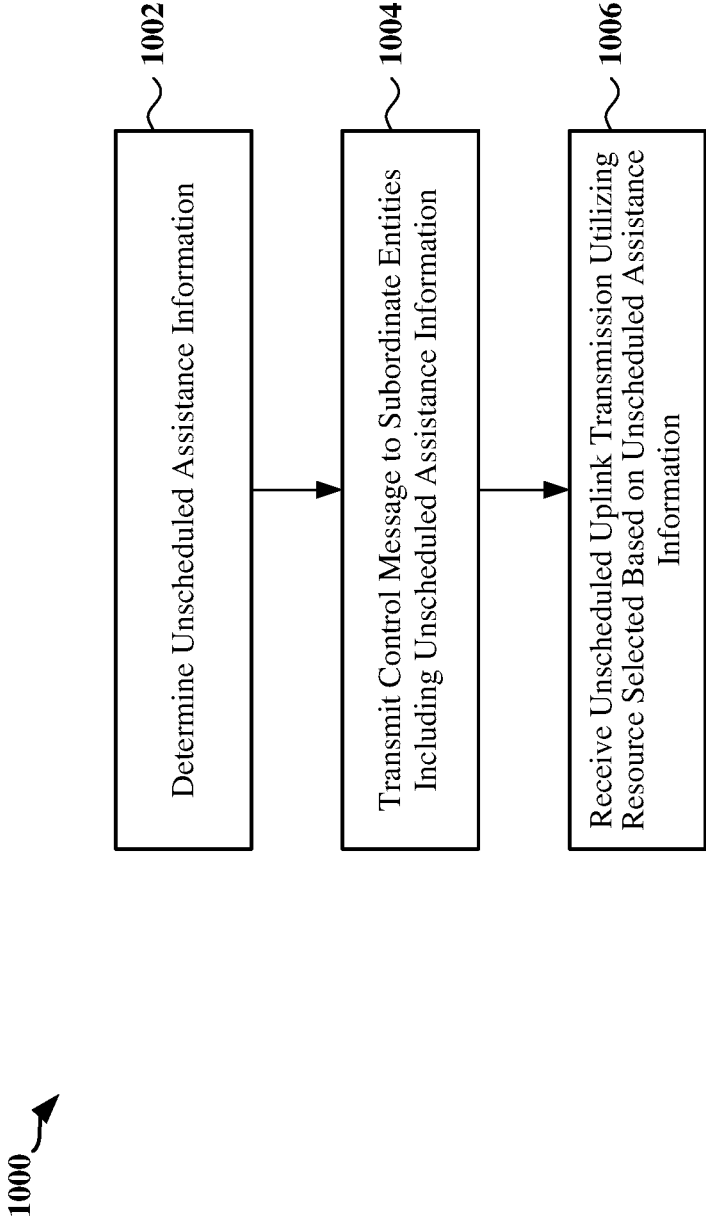 1000
1002
Determine Unscheduled Assistance Information
1004
Transmit Control Message to Subordinate Entities
Including Unscheduled Assistance Information
1006
Receive Unscheduled Uplink Transmission Utilizing
Resource Selected Based on Unscheduled Assistance
Information